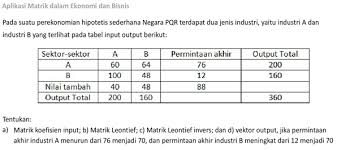 Aplikasi Matrik dalam Ekonomi dan Bisnis
Pada suatu perekonomian hipotetis sederhana Negara PQR terdapat dua jenis industri, yaitu industri A dan
industri B yang terlihat pada tabel input output berikut:
Sektor-sektor A B Permintaan akhir Output Total
A 60 64 76 200
B 100 48 12 160
Nilai tambah 40 48 88
Output Total 200 160 360
Tentukan:
a) Matrik koefisien input; b) Matrik Leontief; c) Matrik Leontief invers; dan d) vektor output, jika permintaan
akhir industri A menurun dari 76 menjadi 70, dan permintaan akhir industri B meningkat dari 12 menjadi 70